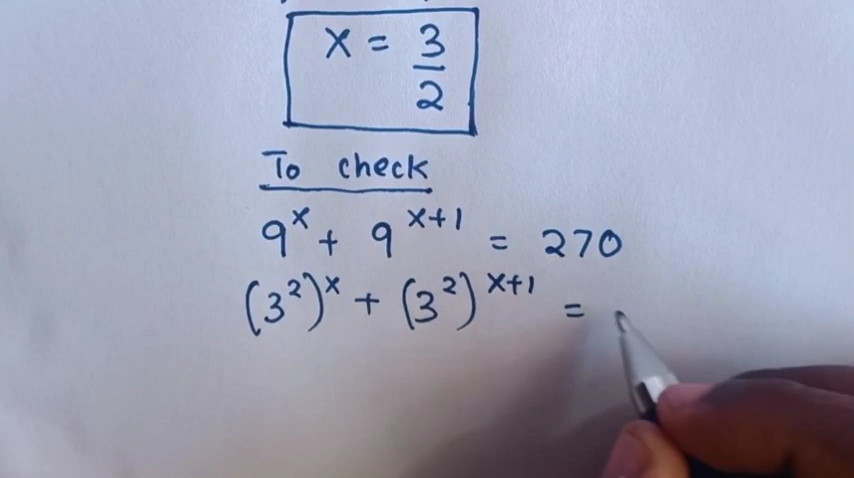 x = 3/2
To check
9^x + 9^(x+1) = 270
(3^2)^x + (3^2)^(x+1) =